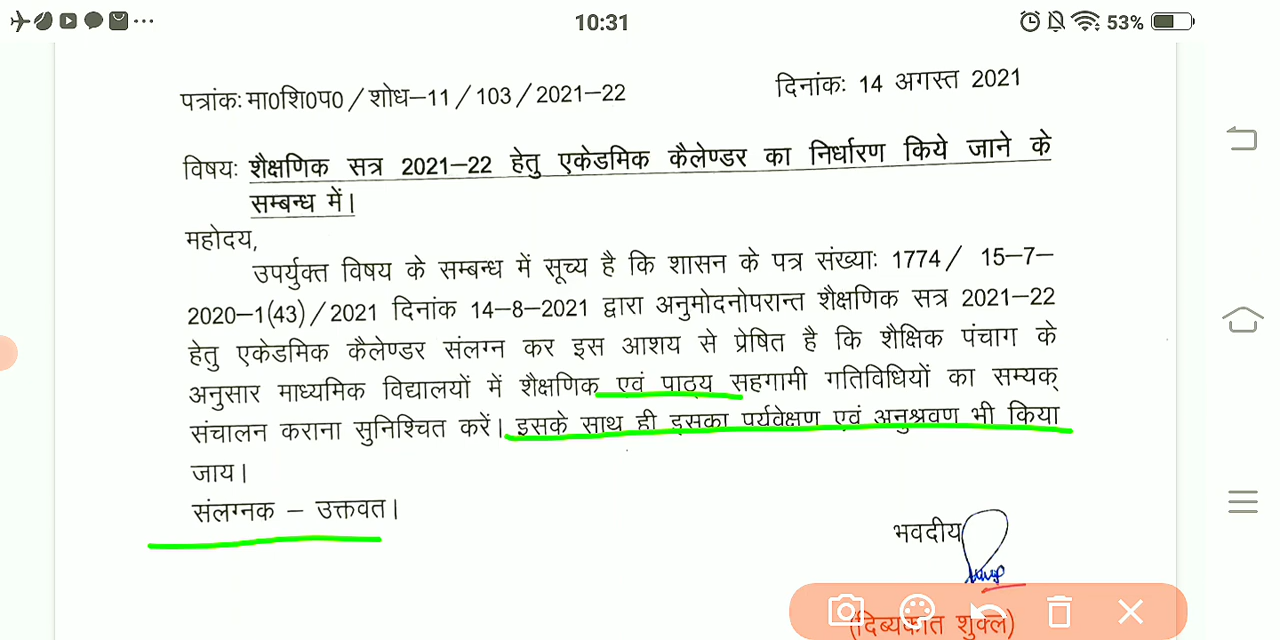 10:31
53%
पत्रांकः मा0शि0प0 / शोध–11 / 103 / 2021–22
दिनांकः 14 अगस्त 2021
विषयः शैक्षणिक सत्र 2021–22 हेतु एकेडमिक कैलेण्डर का निर्धारण किये जाने के
सम्बन्ध में।
महोदय,
उपर्युक्त विषय के सम्बन्ध में सूच्य है कि शासन के पत्र संख्याः 1774 / 15–7–
2020–1(43) / 2021 दिनांक 14–8–2021 द्वारा अनुमोदनोपरान्त शैक्षणिक सत्र 2021–22
हेतु एकेडमिक कैलेण्डर संलग्न कर इस आशय से प्रेषित है कि शैक्षिक पंचाग के
अनुसार माध्यमिक विद्यालयों में शैक्षणिक एवं पाठ्य सहगामी गतिविधियों का सम्यक्
संचालन कराना सुनिश्चित करें। इसके साथ ही इसका पर्यवेक्षण एवं अनुश्रवण भी किया
जाय।
संलग्नक – उक्तवत।
भवदीय
(दिब्यकांत शुक्ल)